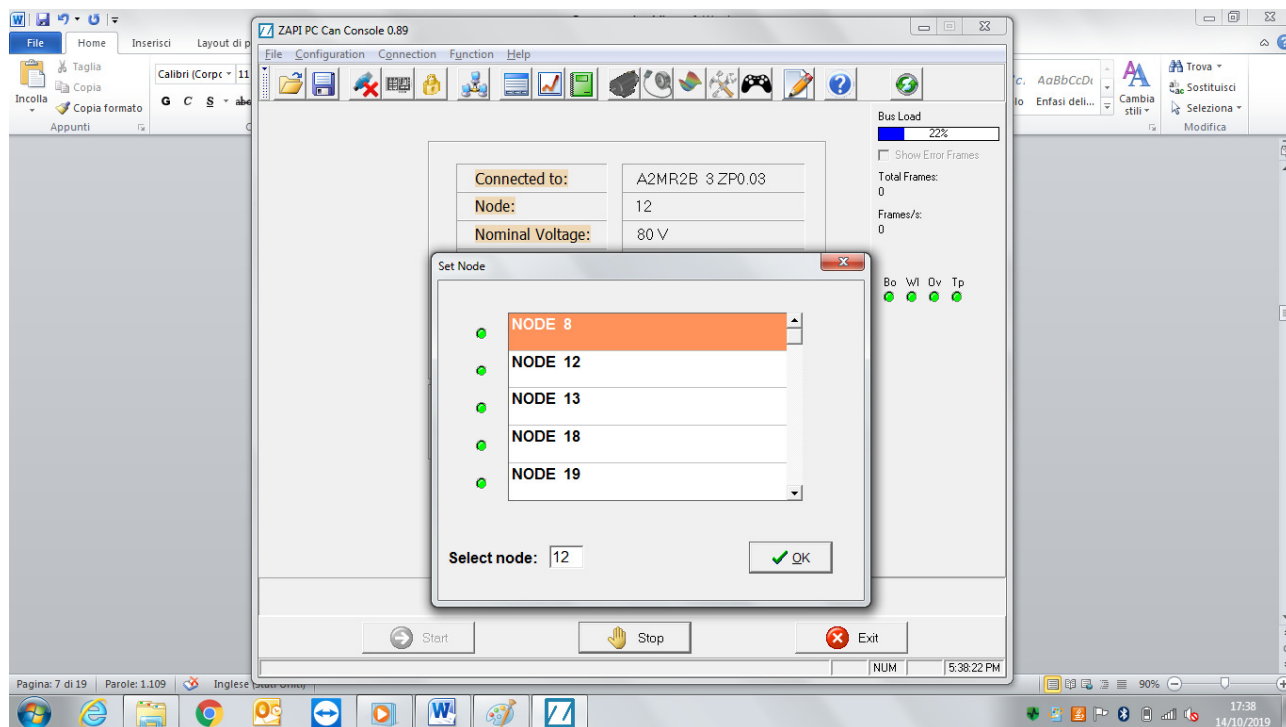 File Home Inserisci Layout di p
Taglia
Copia
Copia formato
Incolla
Appunti
Calibri (Corpc 11
G C S abe
ZAPI PC Can Console 0.89
File Configuration Connection Function Help
Bus Load
22%
Show Error Frames
Total Frames:
0
Frames/s:
0
Bo Wl Ov Tp
Connected to: A2MR2B 3 ZP0.03
Node: 12
Nominal Voltage: 80 V
Set Node
NODE 8
NODE 12
NODE 13
NODE 18
NODE 19
Select node: 12
OK
Start Stop Exit
NUM 5:38:22 PM
AaBbCcDc
Enfasi deli...
Cambia
stili
Trova
Sostituisci
Seleziona
Modifica
Pagina: 7 di 19 Parole: 1.109 Inglese 90%
17:38